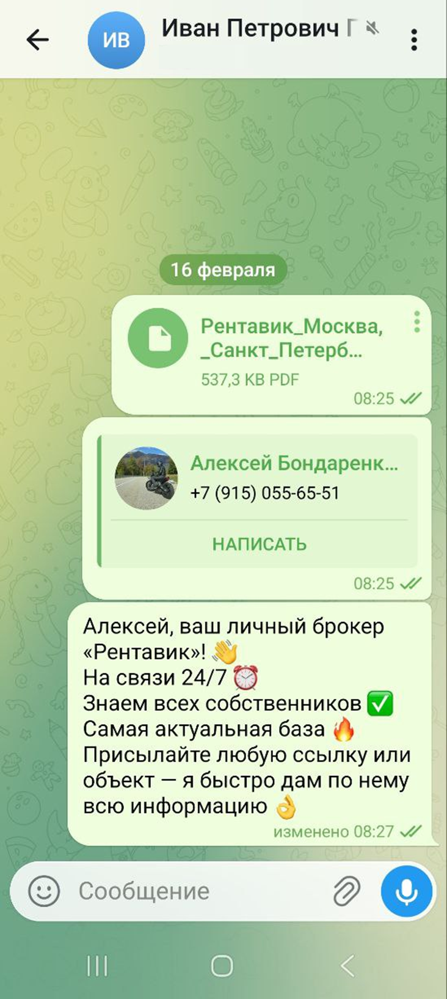 ИВ
Иван Петрович Г
16 февраля
Рентавик_Москва,
_Санкт_Петерб...
537,3 KB PDF
08:25
Алексей Бондаренк...
+7 (915) 055-65-51
НАПИСАТЬ
08:25
Алексей, ваш личный брокер
«Рентавик»! 👋
На связи 24/7 ⏰
Знаем всех собственников ✅
Самая актуальная база 🔥
Присылайте любую ссылку или
объект — я быстро дам по нему
всю информацию 👌
изменено 08:27
Сообщение